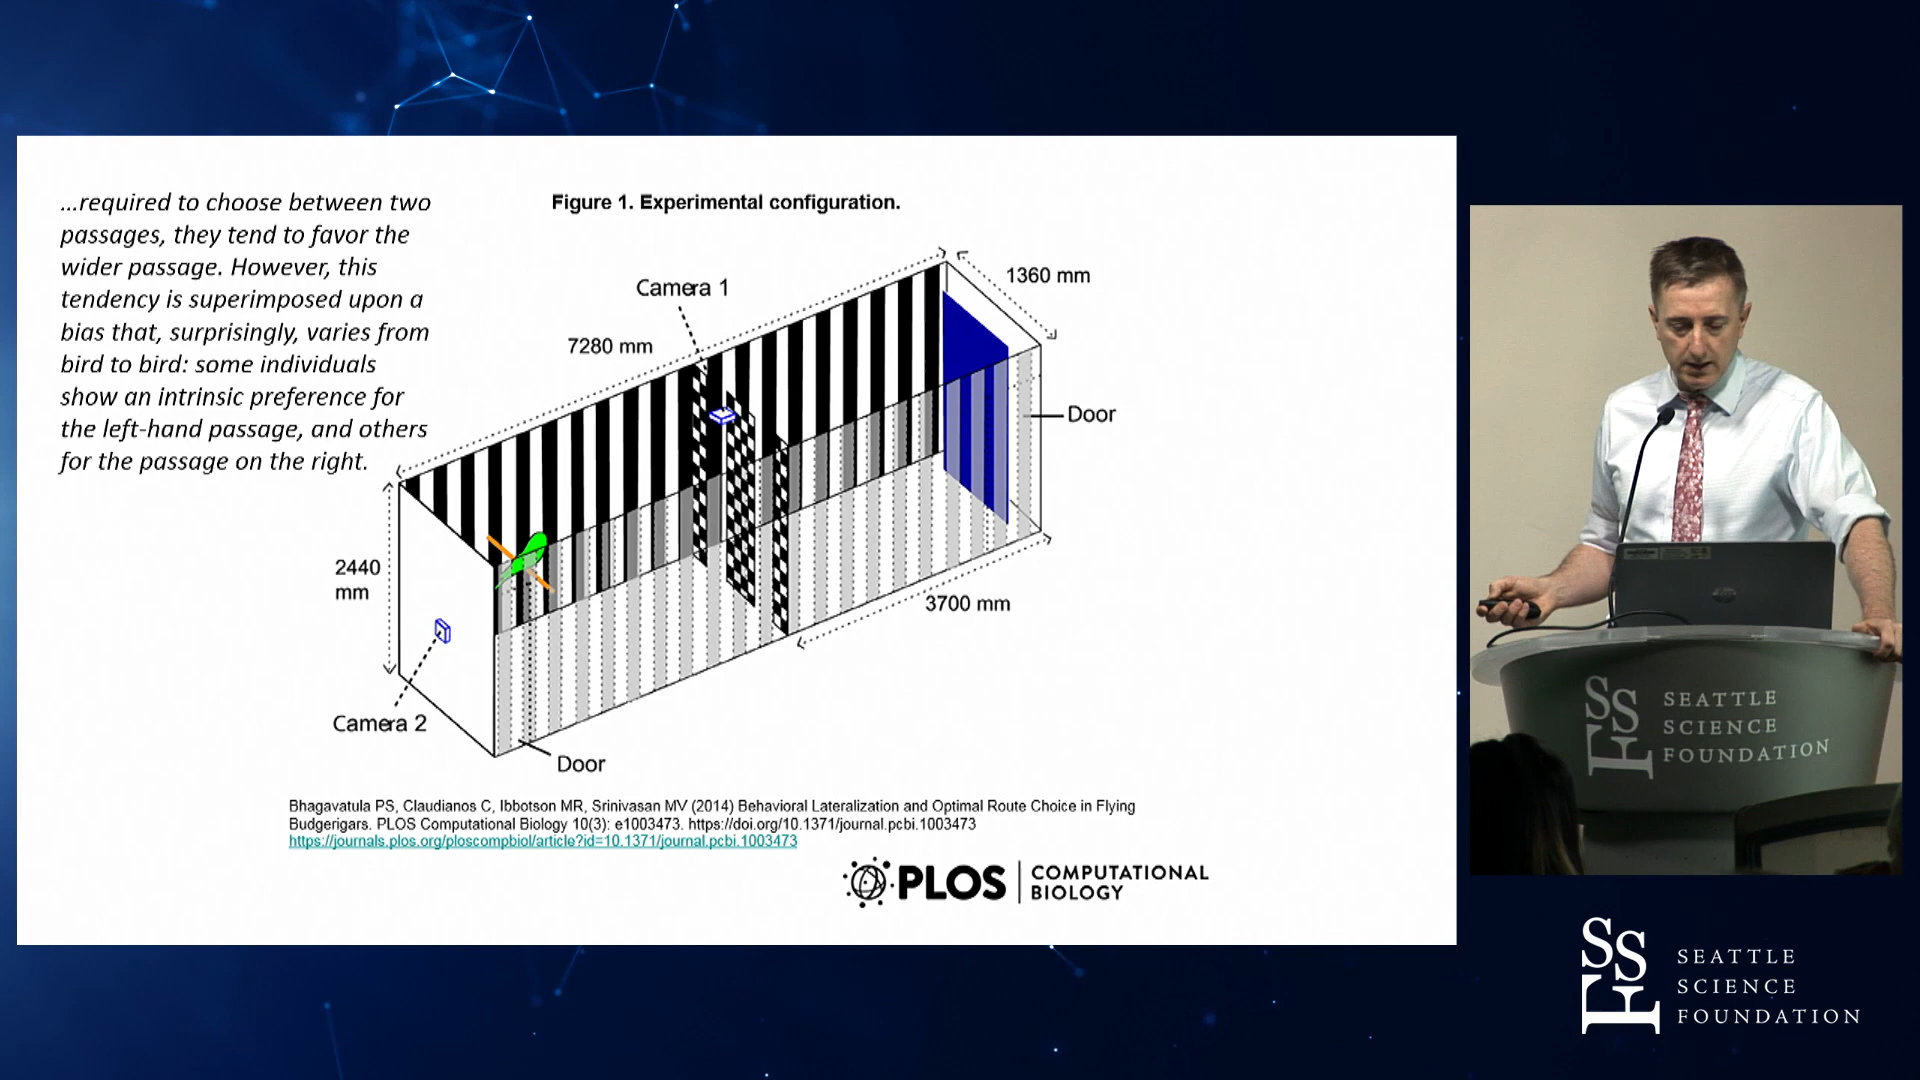 ...required to choose between two
passages, they tend to favor the
wider passage. However, this
tendency is superimposed upon a
bias that, surprisingly, varies from
bird to bird: some individuals
show an intrinsic preference for
the left-hand passage, and others
for the passage on the right.
Figure 1. Experimental configuration.
Camera 1
1360 mm
7280 mm
Door
2440
mm
3700 mm
Camera 2
Door
Bhagavatula PS, Claudianos C, Ibbotson MR, Srinivasan MV (2014) Behavioral Lateralization and Optimal Route Choice in Flying
Budgerigars. PLOS Computational Biology 10(3): e1003473. https://doi.org/10.1371/journal.pcbi.1003473
https://journals.plos.org/ploscompbiol/article?id=10.1371/journal.pcbi.1003473
PLOS COMPUTATIONAL
BIOLOGY
SSF SEATTLE
SCIENCE
FOUNDATION
SSF SEATTLE
SCIENCE
FOUNDATION